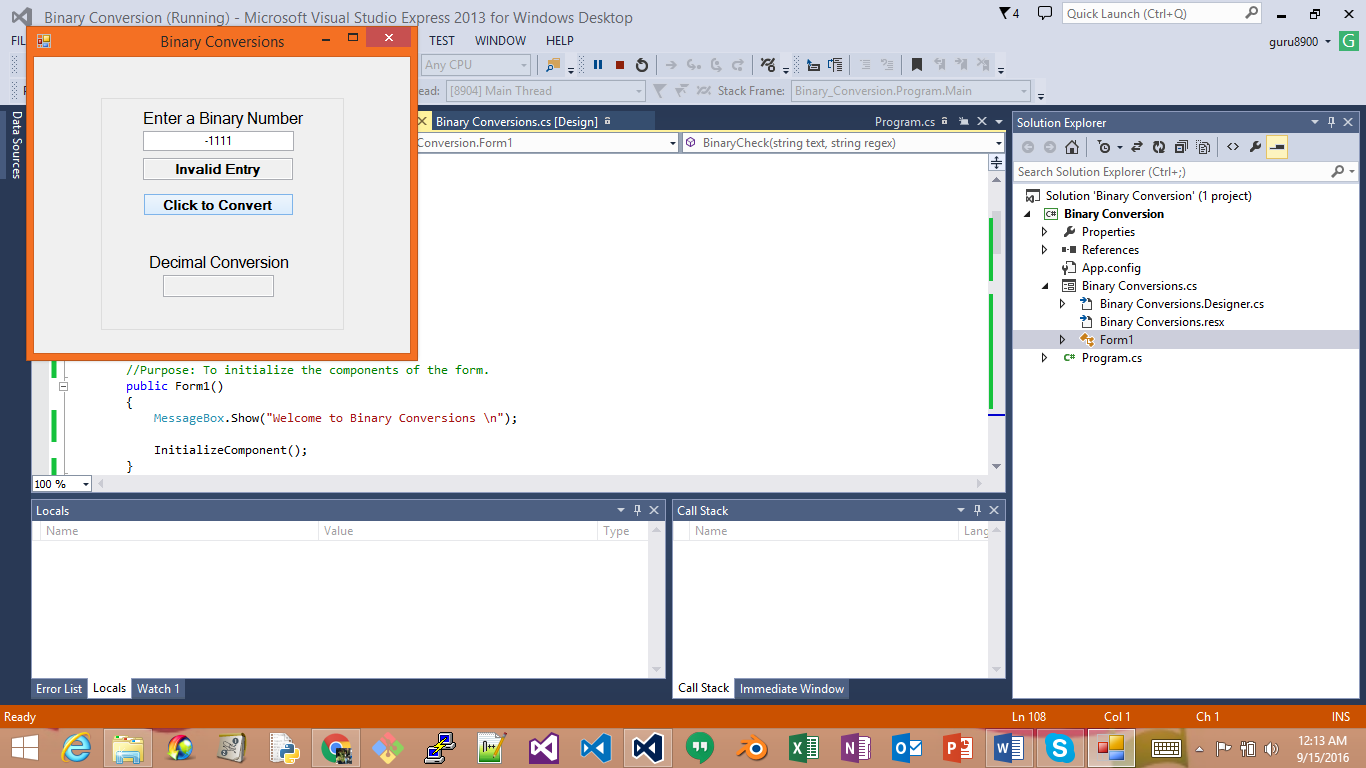 Binary Conversion (Running) - Microsoft Visual Studio Express 2013 for Windows Desktop
4
Quick Launch (Ctrl+Q)
TEST WINDOW HELP
guru8900 G
Binary Conversions
Enter a Binary Number
-1111
Invalid Entry
Click to Convert
Decimal Conversion
Any CPU
[8904] Main Thread
Stack Frame: Binary_Conversion.Program.Main
Data Sources
Binary Conversions.cs [Design]
Program.cs
Conversion.Form1
BinaryCheck(string text, string regex)
//Purpose: To initialize the components of the form.
public Form1()
{
MessageBox.Show("Welcome to Binary Conversions \n");
InitializeComponent();
}
100 %
Solution Explorer
Search Solution Explorer (Ctrl+;)
Solution 'Binary Conversion' (1 project)
C# Binary Conversion
Properties
References
App.config
Binary Conversions.cs
Binary Conversions.Designer.cs
Binary Conversions.resx
Form1
C# Program.cs
Locals
Name Value Type
Call Stack
Name Lang
Error List Locals Watch 1
Call Stack Immediate Window
Ready
Ln 108 Col 1 Ch 1 INS
12:13 AM
9/15/2016